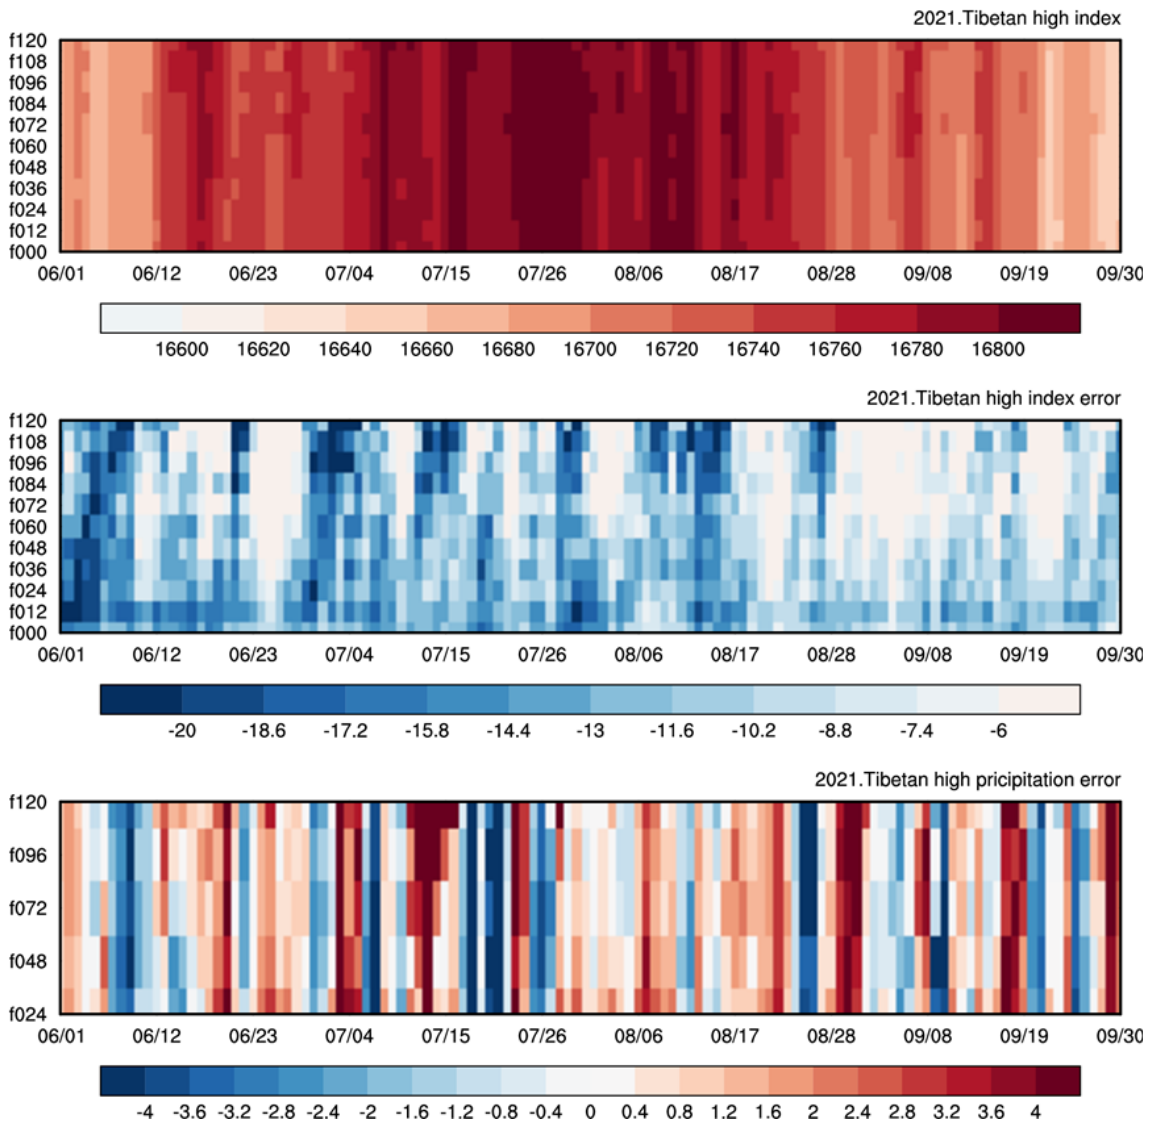 2021.Tibetan high index
f120
f108
f096
f084
f072
f060
f048
f036
f024
f012
f000
06/01 06/12 06/23 07/04 07/15 07/26 08/06 08/17 08/28 09/08 09/19 09/30
16600 16620 16640 16660 16680 16700 16720 16740 16760 16780 16800
2021.Tibetan high index error
f120
f108
f096
f084
f072
f060
f048
f036
f024
f012
f000
06/01 06/12 06/23 07/04 07/15 07/26 08/06 08/17 08/28 09/08 09/19 09/30
-20 -18.6 -17.2 -15.8 -14.4 -13 -11.6 -10.2 -8.8 -7.4 -6
2021.Tibetan high pricipitation error
f120
f096
f072
f048
f024
06/01 06/12 06/23 07/04 07/15 07/26 08/06 08/17 08/28 09/08 09/19 09/30
-4 -3.6 -3.2 -2.8 -2.4 -2 -1.6 -1.2 -0.8 -0.4 0 0.4 0.8 1.2 1.6 2 2.4 2.8 3.2 3.6 4